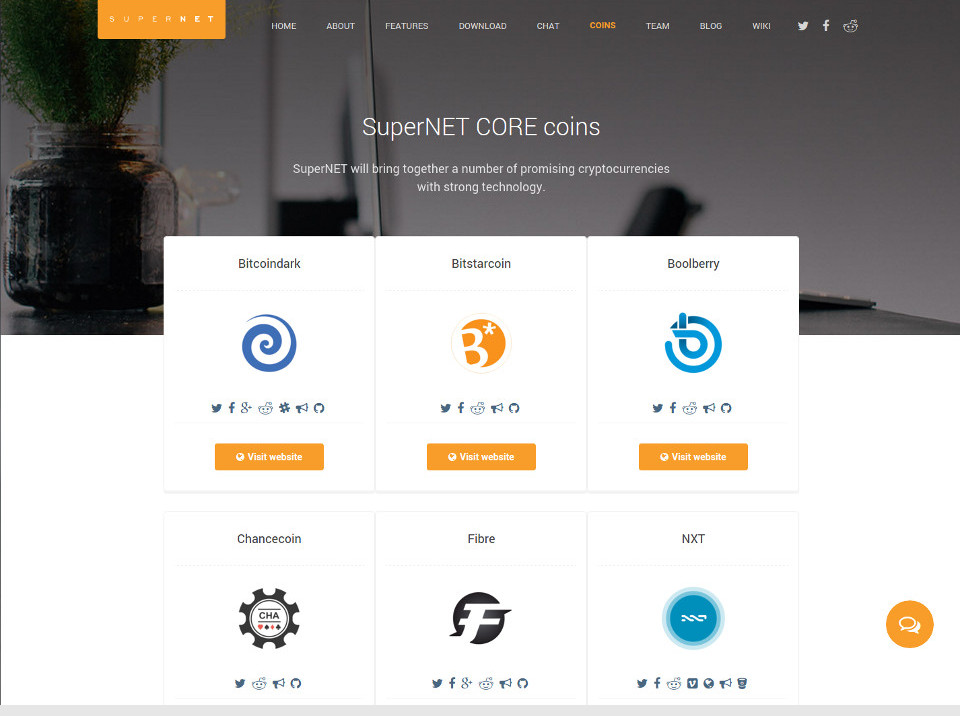 SUPERNET
HOME ABOUT FEATURES DOWNLOAD CHAT COINS TEAM BLOG WIKI
SuperNET CORE coins
SuperNET will bring together a number of promising cryptocurrencies
with strong technology.
Bitcoindark Bitstarcoin Boolberry
B*
Visit website Visit website Visit website
Chancecoin Fibre NXT
CHA